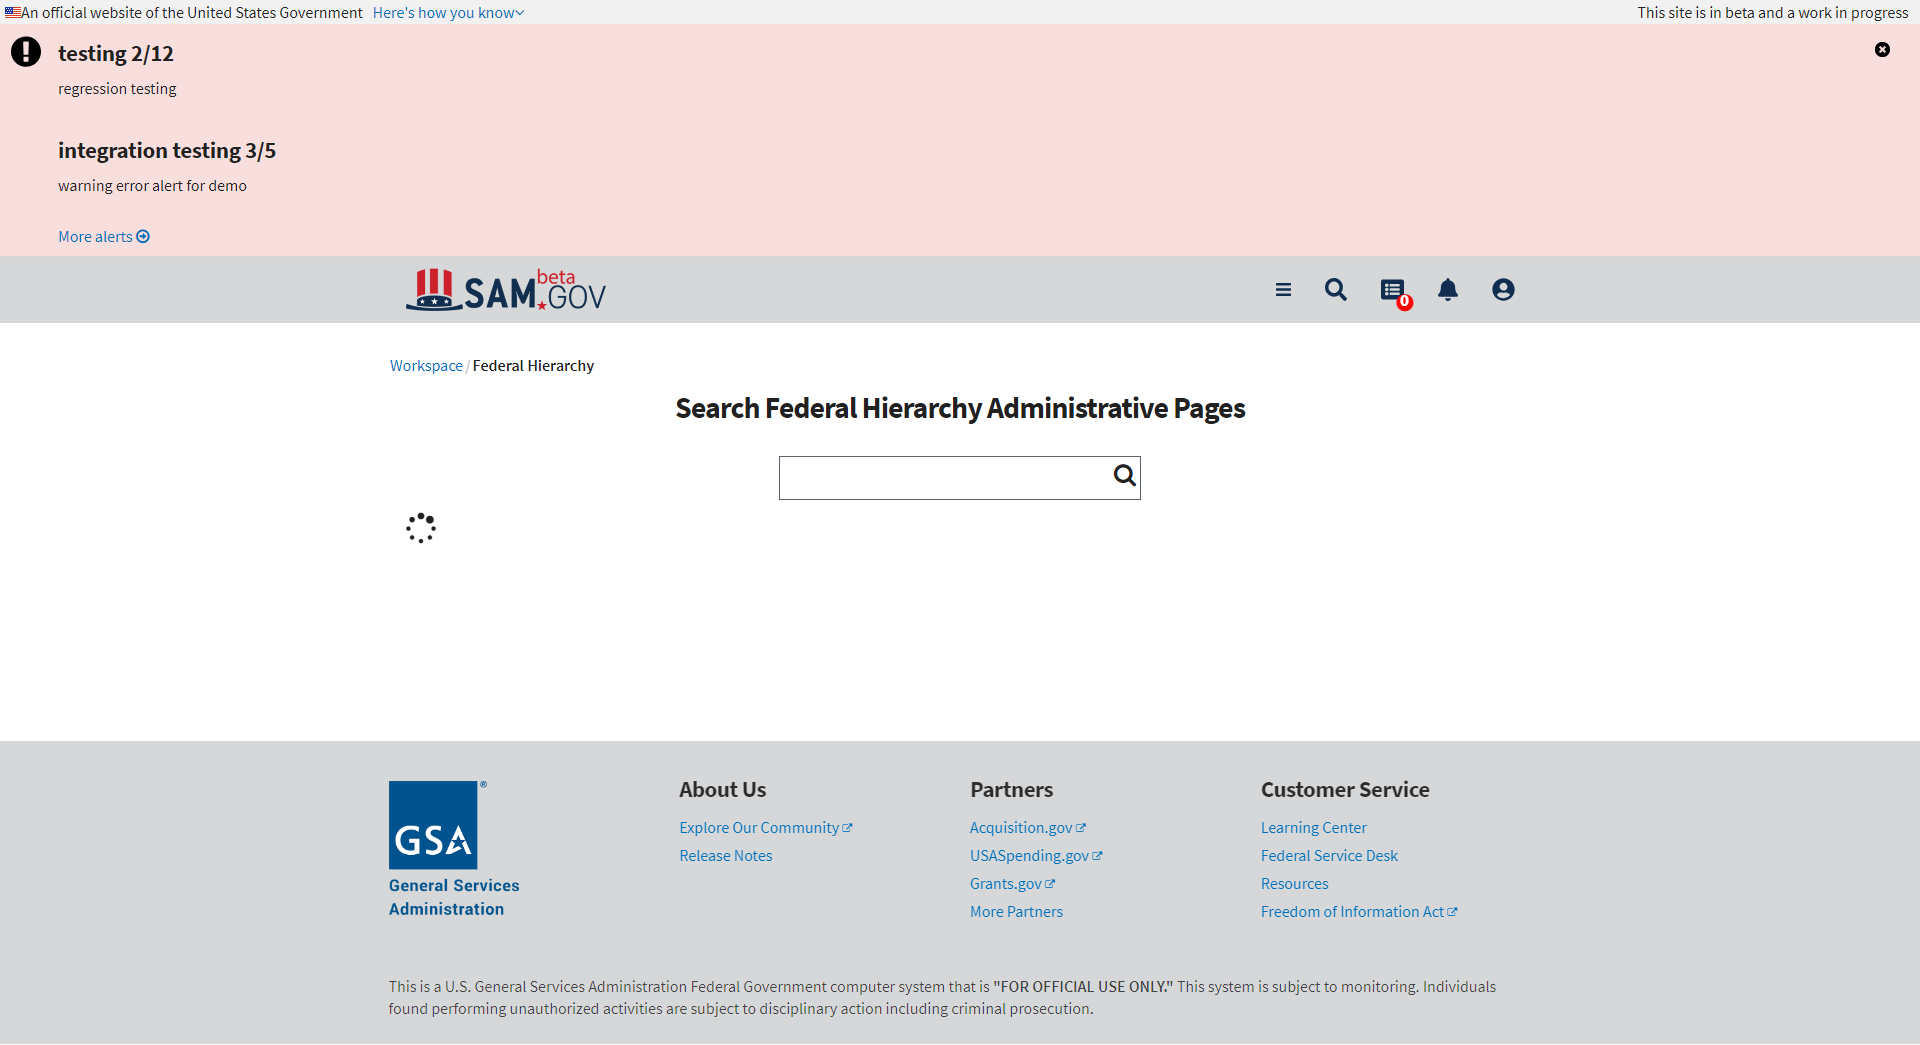 An official website of the United States Government Here's how you know
This site is in beta and a work in progress
testing 2/12
regression testing
integration testing 3/5
warning error alert for demo
More alerts
SAM.GOV beta
0
Workspace / Federal Hierarchy
Search Federal Hierarchy Administrative Pages
GSA ®
General Services
Administration
About Us
Explore Our Community
Release Notes
Partners
Acquisition.gov
USASpending.gov
Grants.gov
More Partners
Customer Service
Learning Center
Federal Service Desk
Resources
Freedom of Information Act
This is a U.S. General Services Administration Federal Government computer system that is "FOR OFFICIAL USE ONLY." This system is subject to monitoring. Individuals
found performing unauthorized activities are subject to disciplinary action including criminal prosecution.